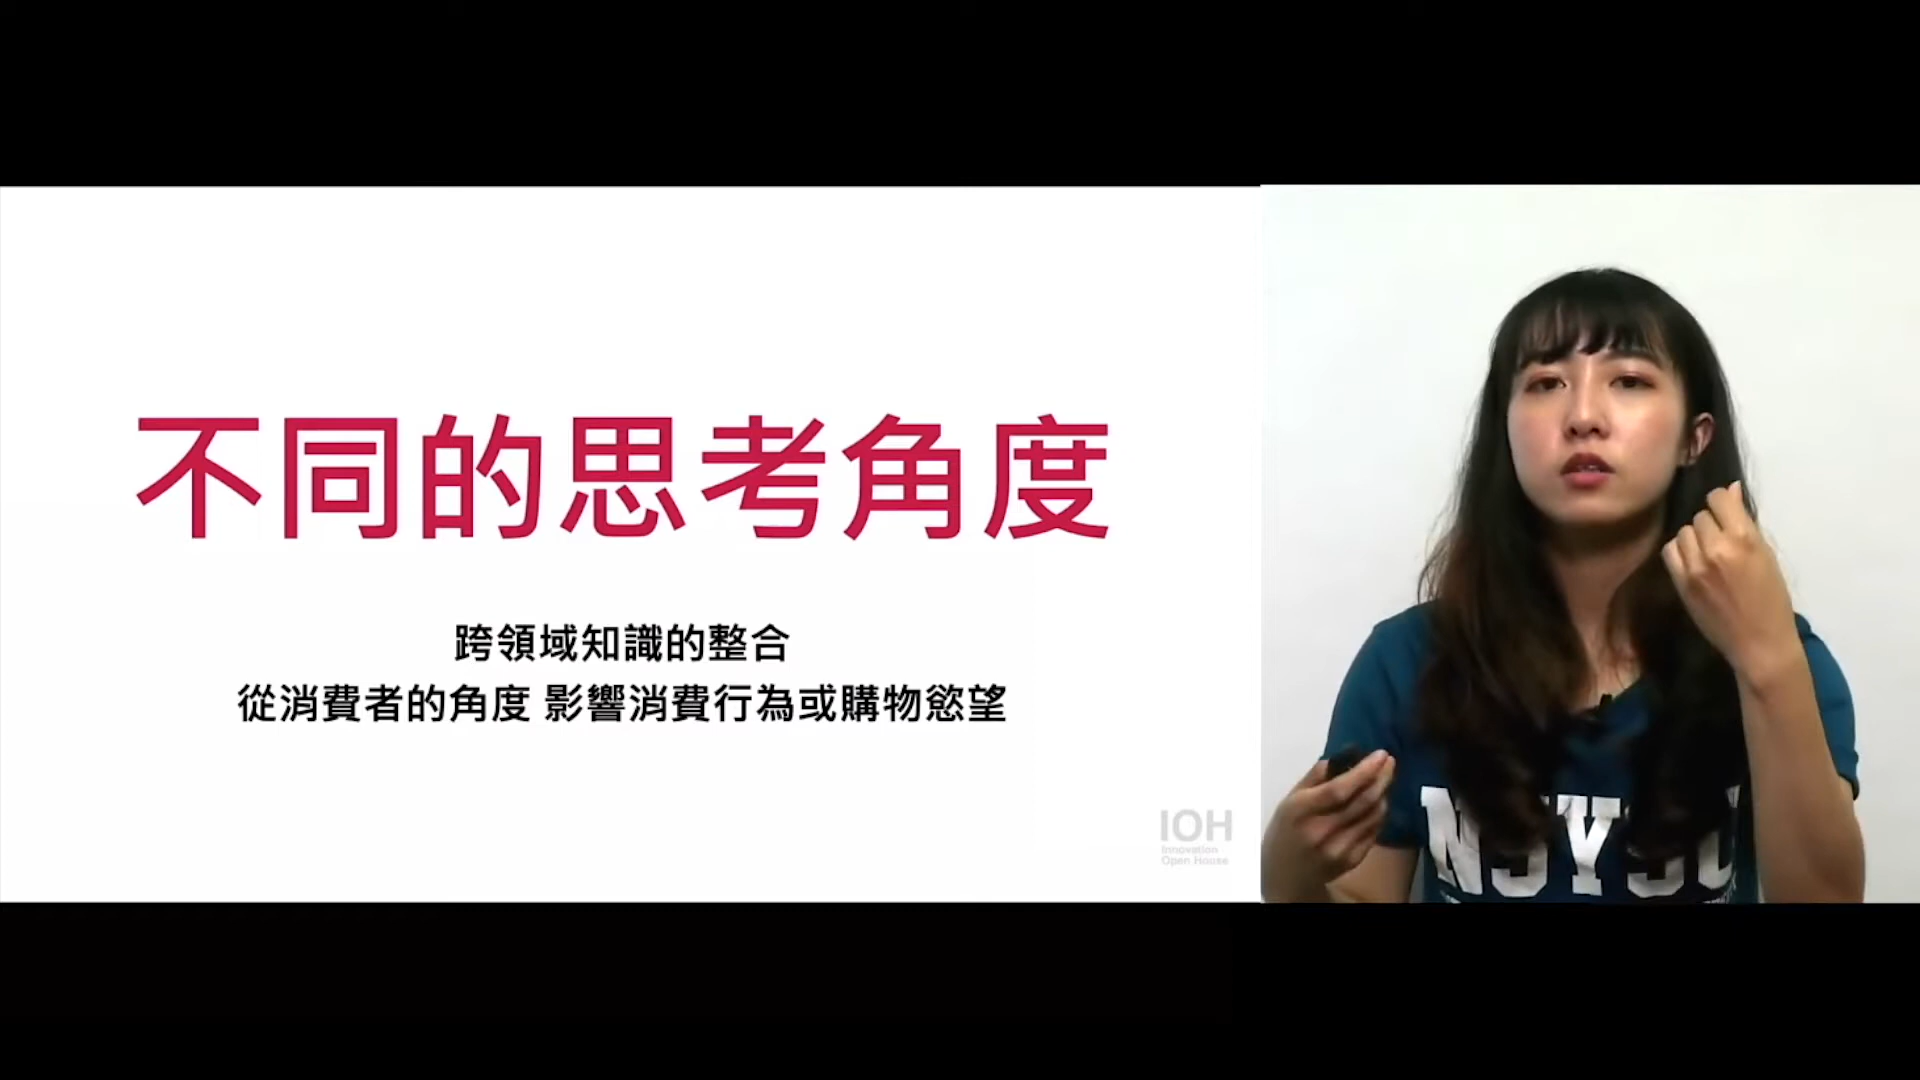 不同的思考角度
跨領域知識的整合
從消費者的角度 影響消費行為或購物慾望
IOH
Innovation
Open House
NSYSU